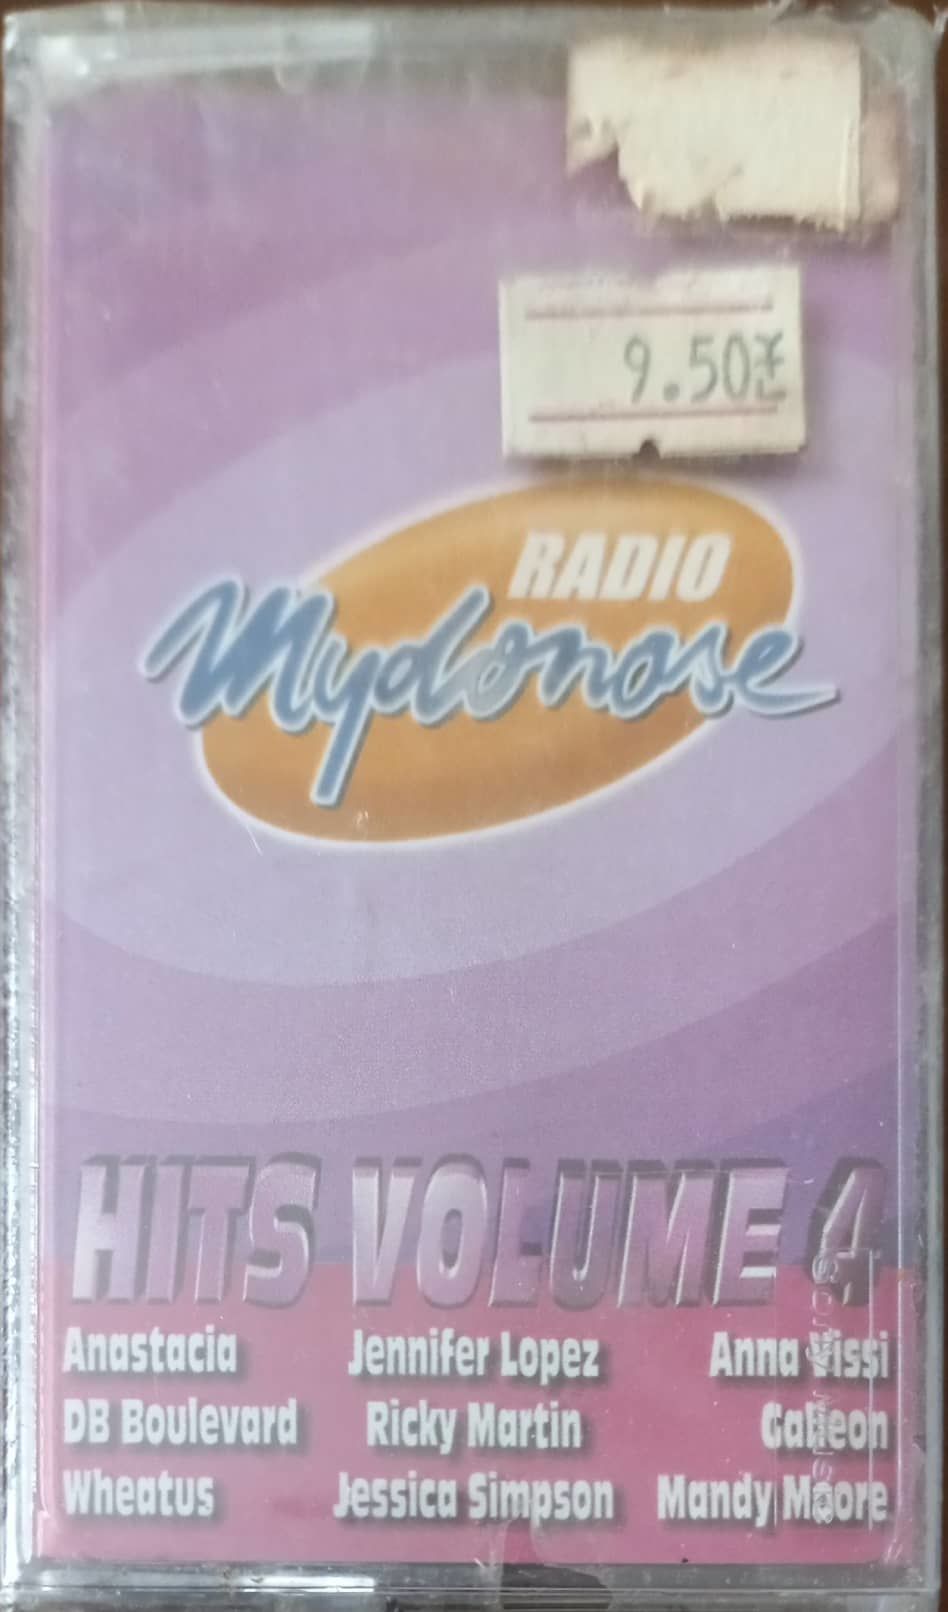 9.50
RADIO
Mydonose
HITS VOLUME 4
Anastacia Jennifer Lopez Anna Vissi
DB Boulevard Ricky Martin Galleon
Wheatus Jessica Simpson Mandy Moore